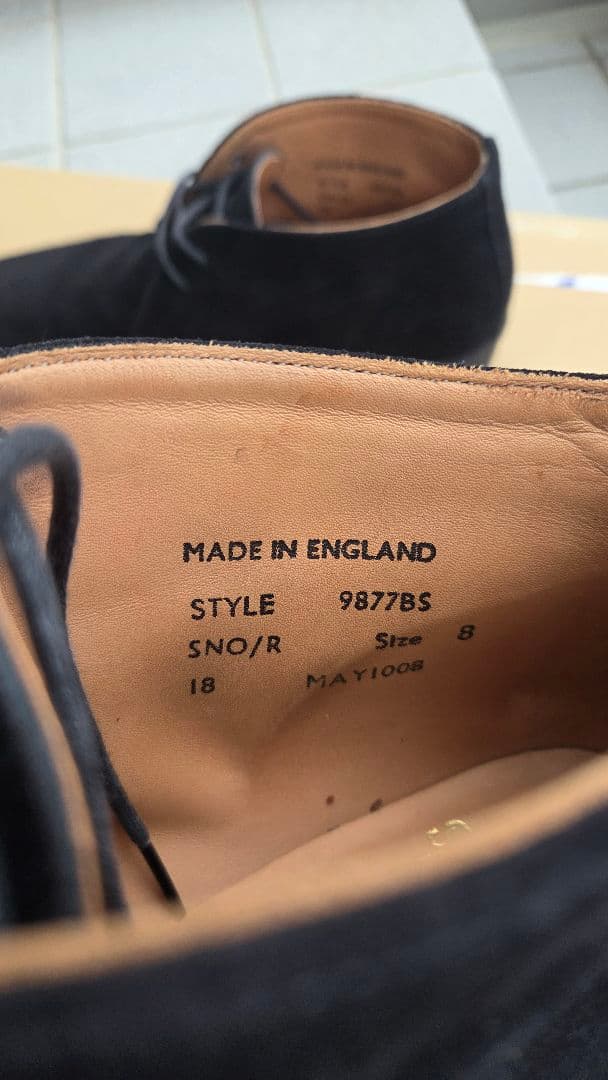 MADE IN ENGLAND
STYLE 9877BS
SNO/R Size 8
18 MAY1008